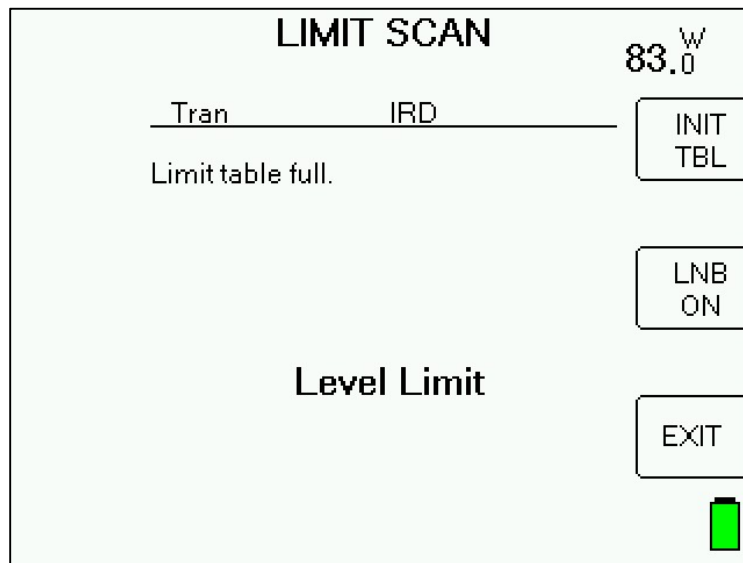 LIMIT SCAN
83.0 W
Tran IRD
INIT
TBL
Limit table full.
LNB
ON
Level Limit
EXIT